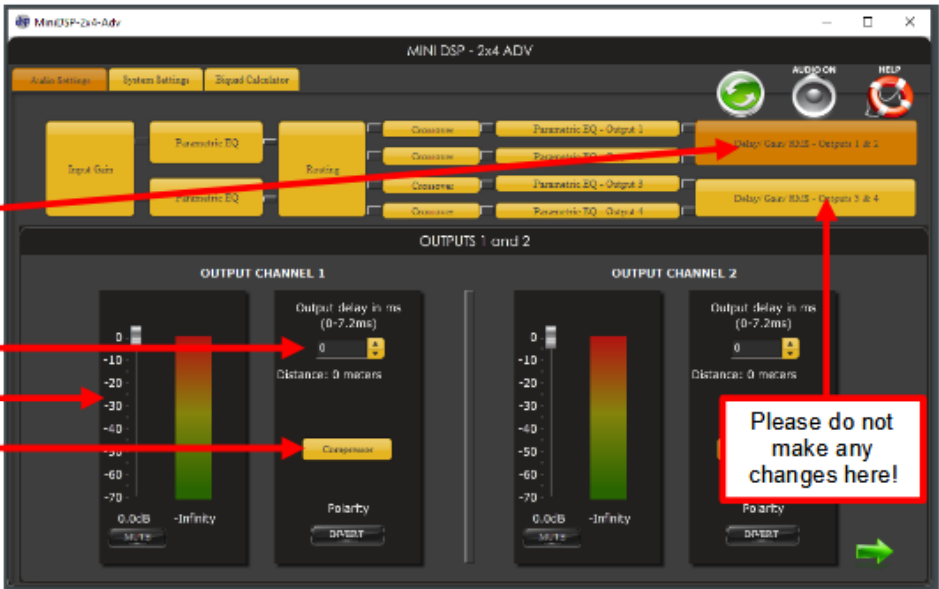 MiniDSP-2x4-Adv
MINI DSP - 2x4 ADV
Audio Settings
System Settings
Biquad Calculator
AUDIO ON
HELP
Input Gain
Parametric EQ
Parametric EQ
Routing
Crossover
Crossover
Crossover
Crossover
Parametric EQ - Output 1
Parametric EQ - Output
Parametric EQ - Output 3
Parametric EQ - Output 4
Delay/ Gain/ RMS - Outputs 1 & 2
Delay/ Gain/ RMS - Outputs 3 & 4
OUTPUTS 1 and 2
OUTPUT CHANNEL 1
0
-10
-20
-30
-40
-50
-60
-70
0.0dB
-Infinity
MUTE
Output delay in ms
(0-7.2ms)
0
Distance: 0 meters
Compressor
Polarity
INVERT
OUTPUT CHANNEL 2
0
-10
-20
-30
-40
-50
-60
-70
0.0dB
-Infinity
MUTE
Output delay in ms
(0-7.2ms)
0
Distance: 0 meters
Please do not
make any
changes here!
Polarity
INVERT